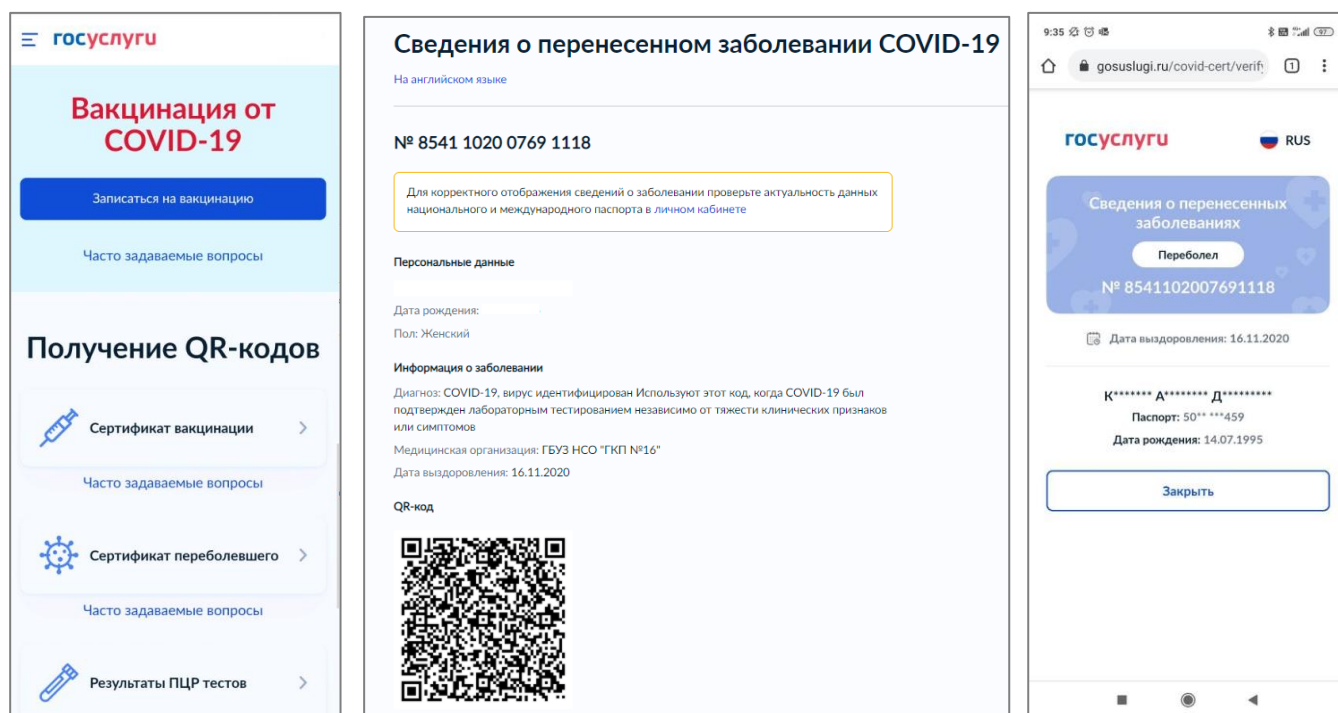 госуслуги
Вакцинация от
COVID-19
Записаться на вакцинацию
Часто задаваемые вопросы
Получение QR-кодов
Сертификат вакцинации
Часто задаваемые вопросы
Сертификат переболевшего
Часто задаваемые вопросы
Результаты ПЦР тестов
Сведения о перенесенном заболевании COVID-19
На английском языке
№ 8541 1020 0769 1118
Для корректного отображения сведений о заболевании проверьте актуальность данных
национального и международного паспорта в личном кабинете
Персональные данные
Дата рождения:
Пол: Женский
Информация о заболевании
Диагноз: COVID-19, вирус идентифицирован Используют этот код, когда COVID-19 был
подтвержден лабораторным тестированием независимо от тяжести клинических признаков
или симптомов
Медицинская организация: ГБУЗ НСО "ГКП №16"
Дата выздоровления: 16.11.2020
QR-код
9:35
97
gosuslugi.ru/covid-cert/verify
1
госуслуги
RUS
Сведения о перенесенных
заболеваниях
Переболел
№ 8541102007691118
Дата выздоровления: 16.11.2020
К******* А******** Д*********
Паспорт: 50** ***459
Дата рождения: 14.07.1995
Закрыть